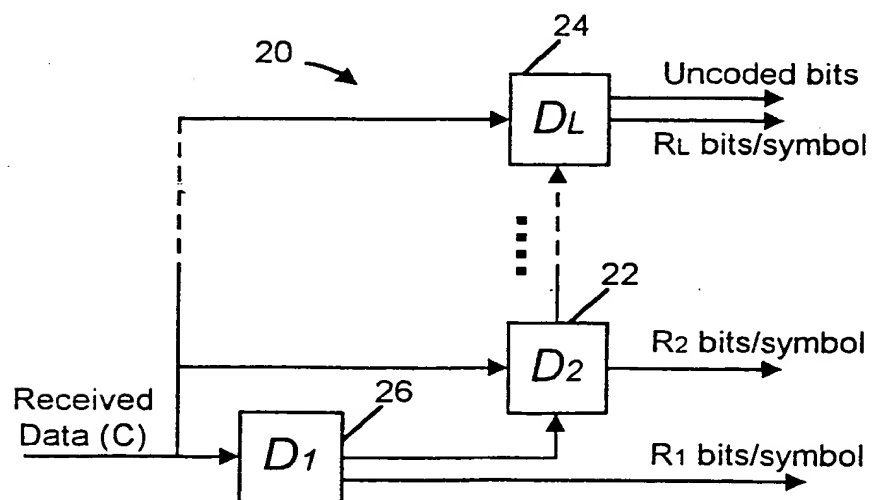 24
20
Uncoded bits
DL
RL bits/symbol
22
D2
R2 bits/symbol
Received
Data (C)
26
D1
R1 bits/symbol